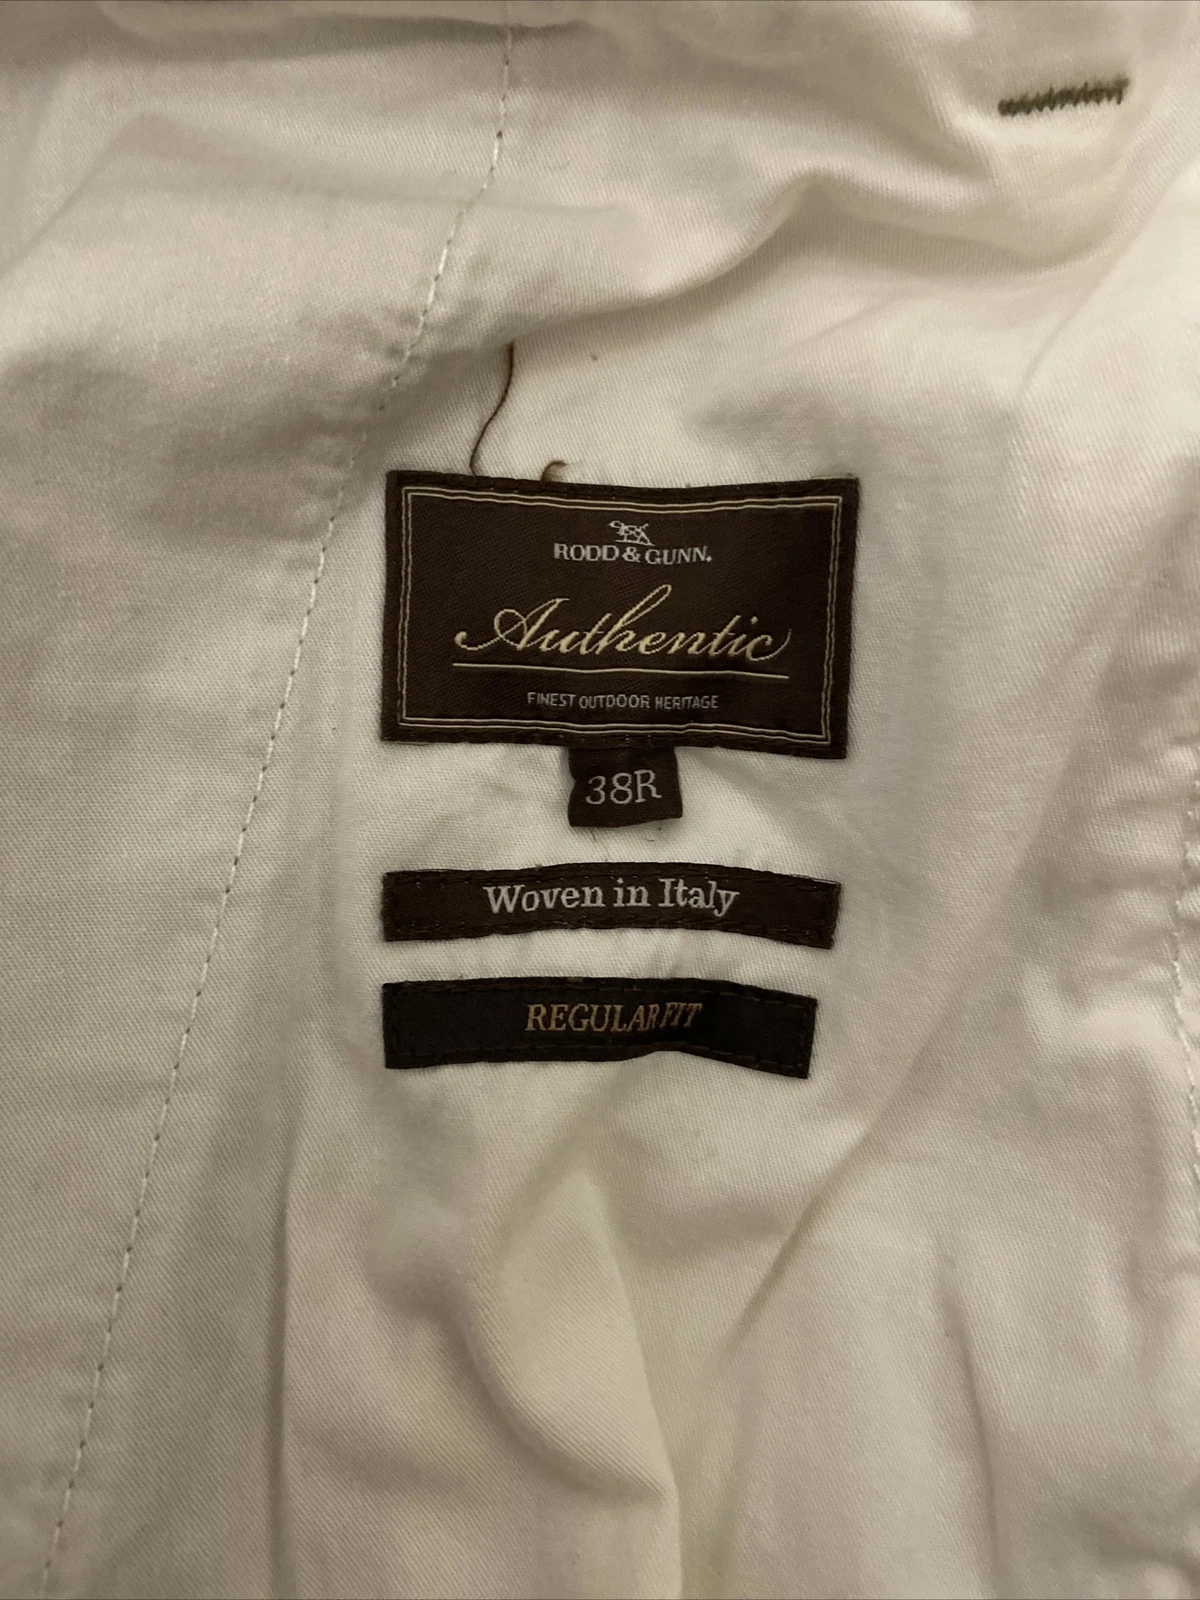 RODD & GUNN.
Authentic
FINEST OUTDOOR HERITAGE
38R
Woven in Italy
REGULAR FIT